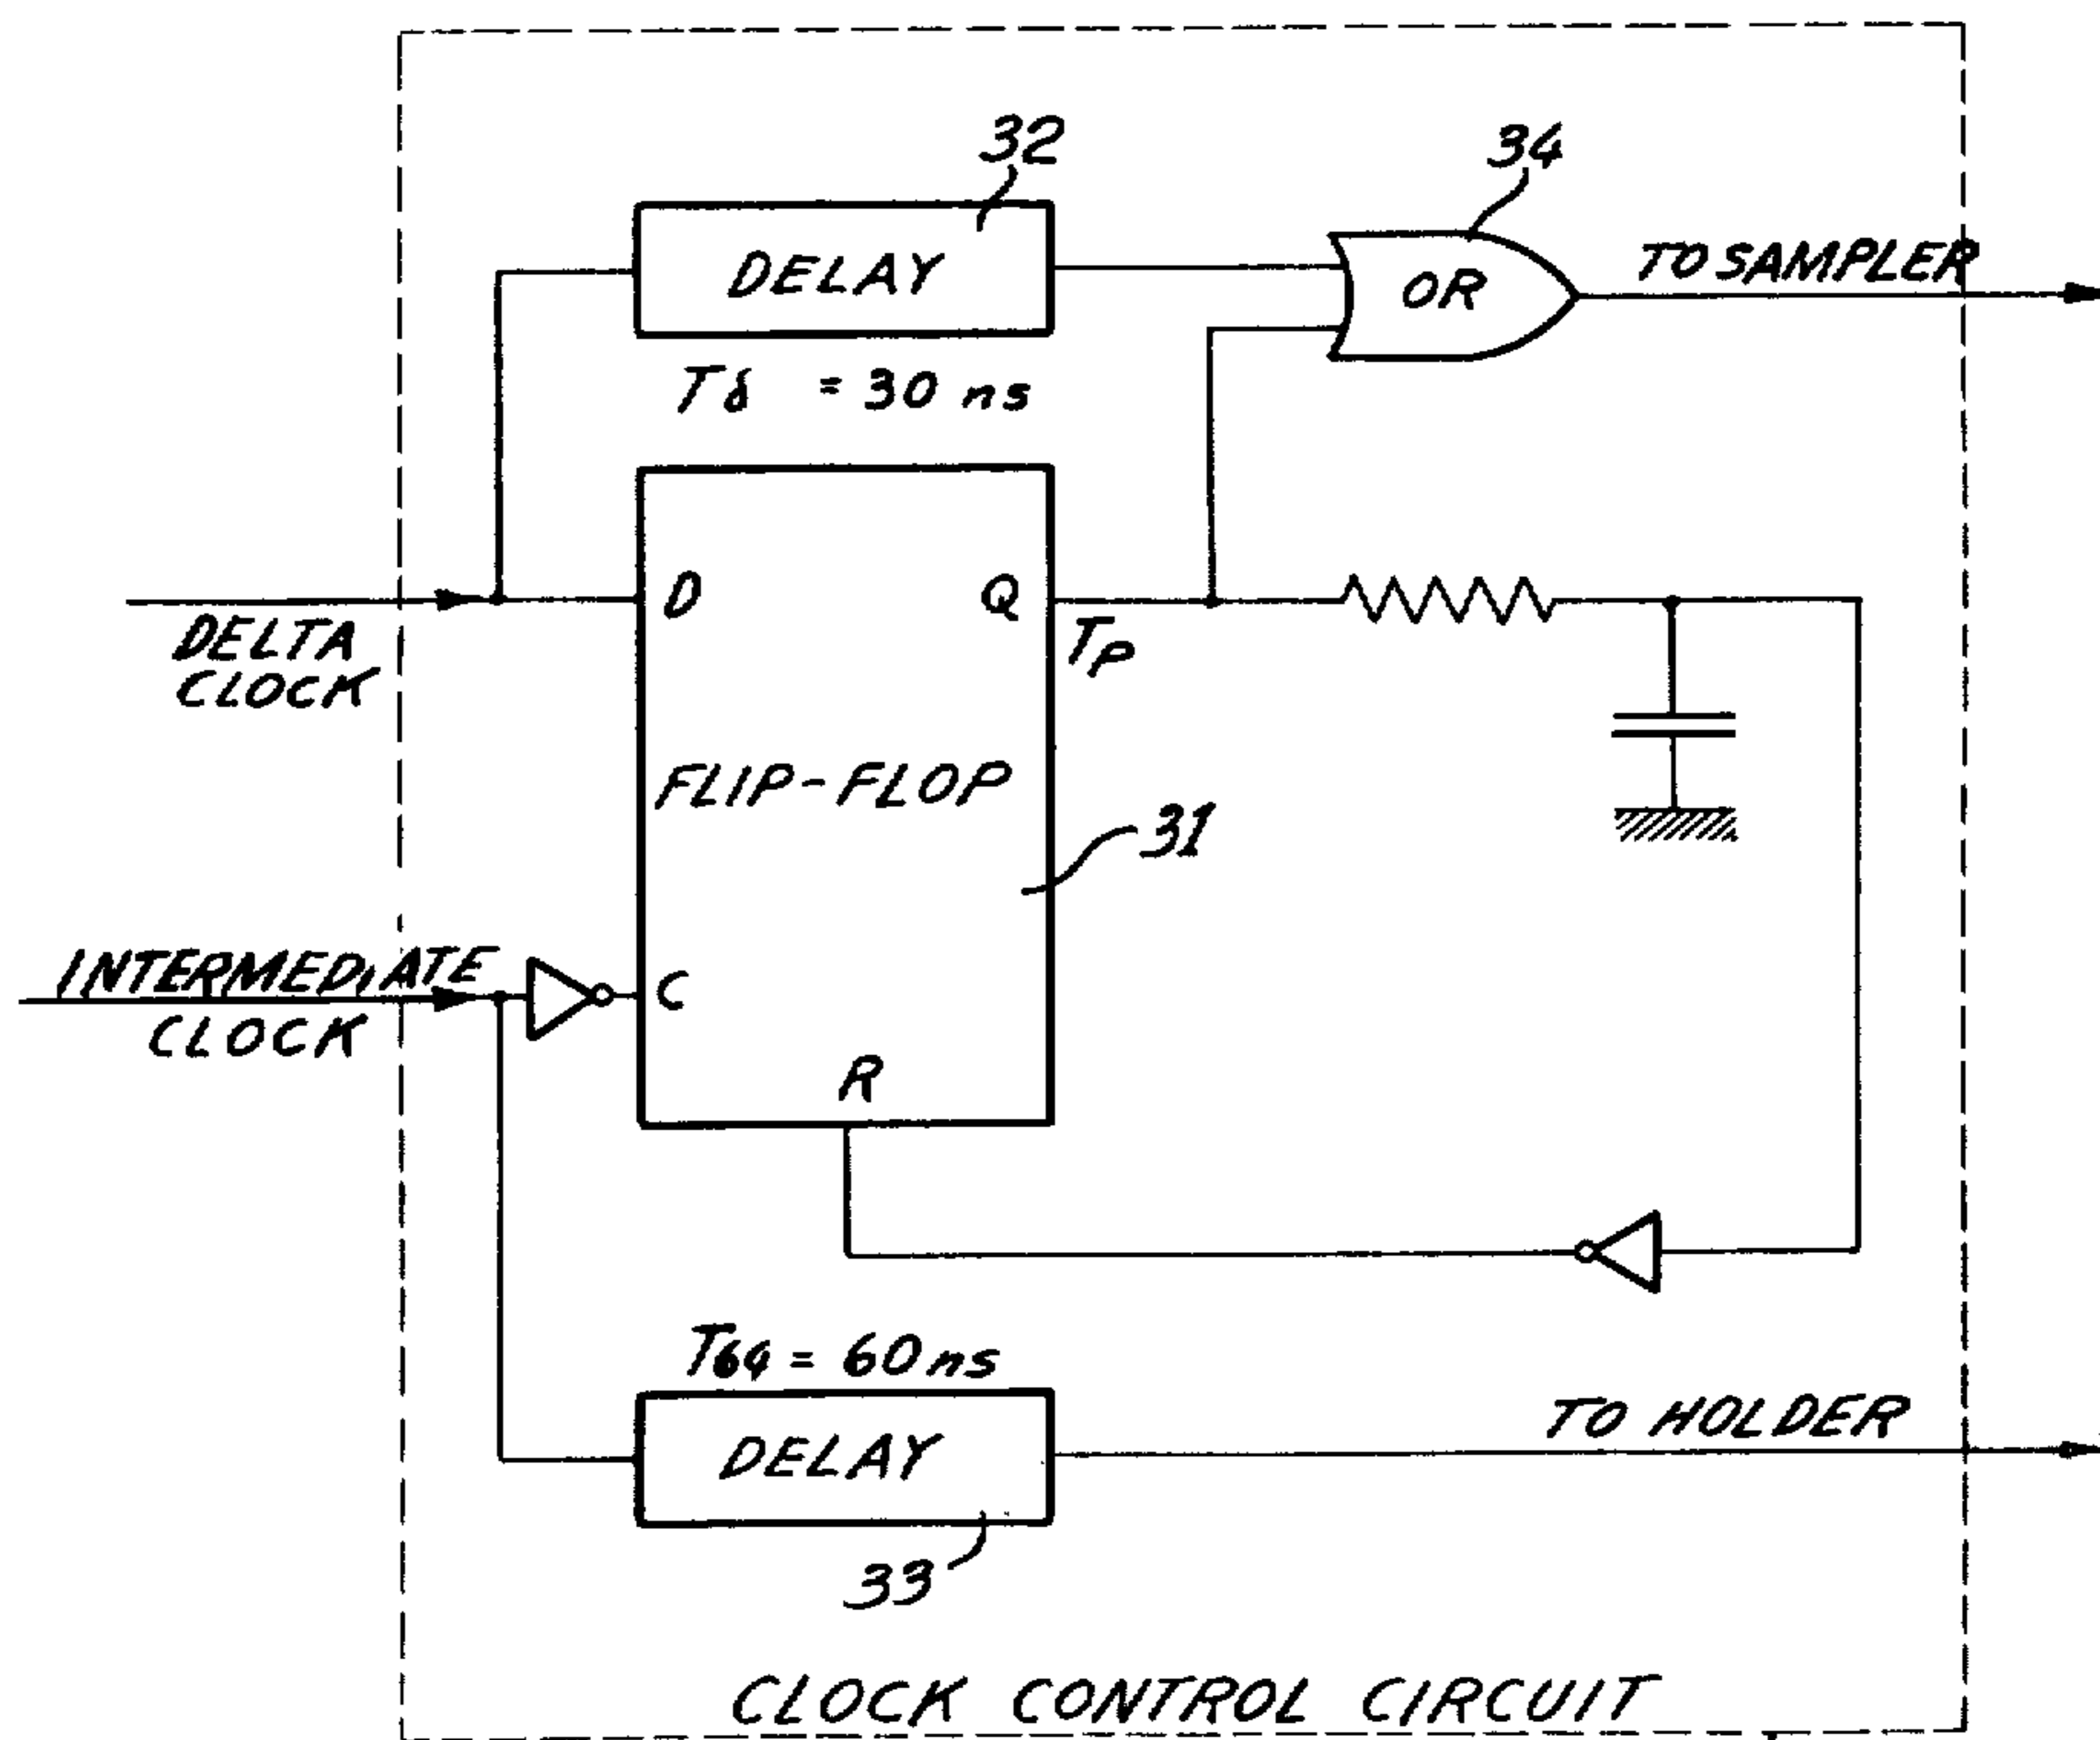 32
34
DELAY
OR
TO SAMPLER
Tδ = 30 ns
D
Q
DELTA
CLOCK
TP
FLIP-FLOP
31
INTERMEDIATE
CLOCK
C
R
T64 = 60 ns
DELAY
TO HOLDER
33
CLOCK CONTROL CIRCUIT